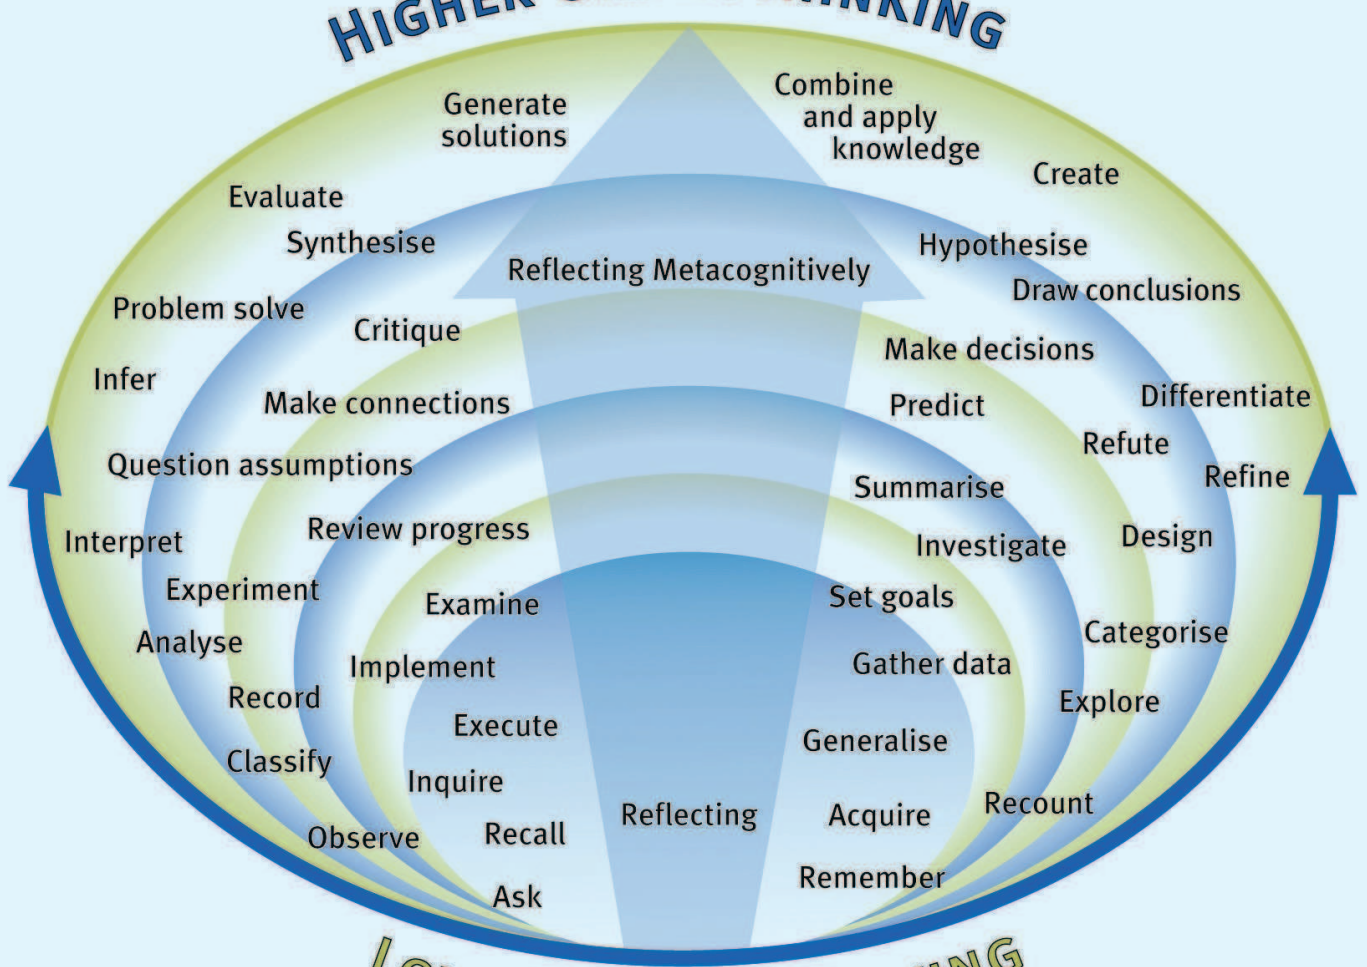 HIGHER
THINKING
Generate
solutions
Combine
and apply
knowledge
Create
Evaluate
Synthesise
Hypothesise
Reflecting Metacognitively
Draw conclusions
Problem solve
Critique
Make decisions
Infer
Make connections
Predict
Differentiate
Question assumptions
Refute
Refine
Summarise
Review progress
Interpret
Investigate
Design
Experiment
Examine
Set goals
Analyse
Categorise
Implement
Gather data
Record
Explore
Execute
Generalise
Classify
Inquire
Reflecting
Acquire
Recount
Observe
Recall
Remember
Ask